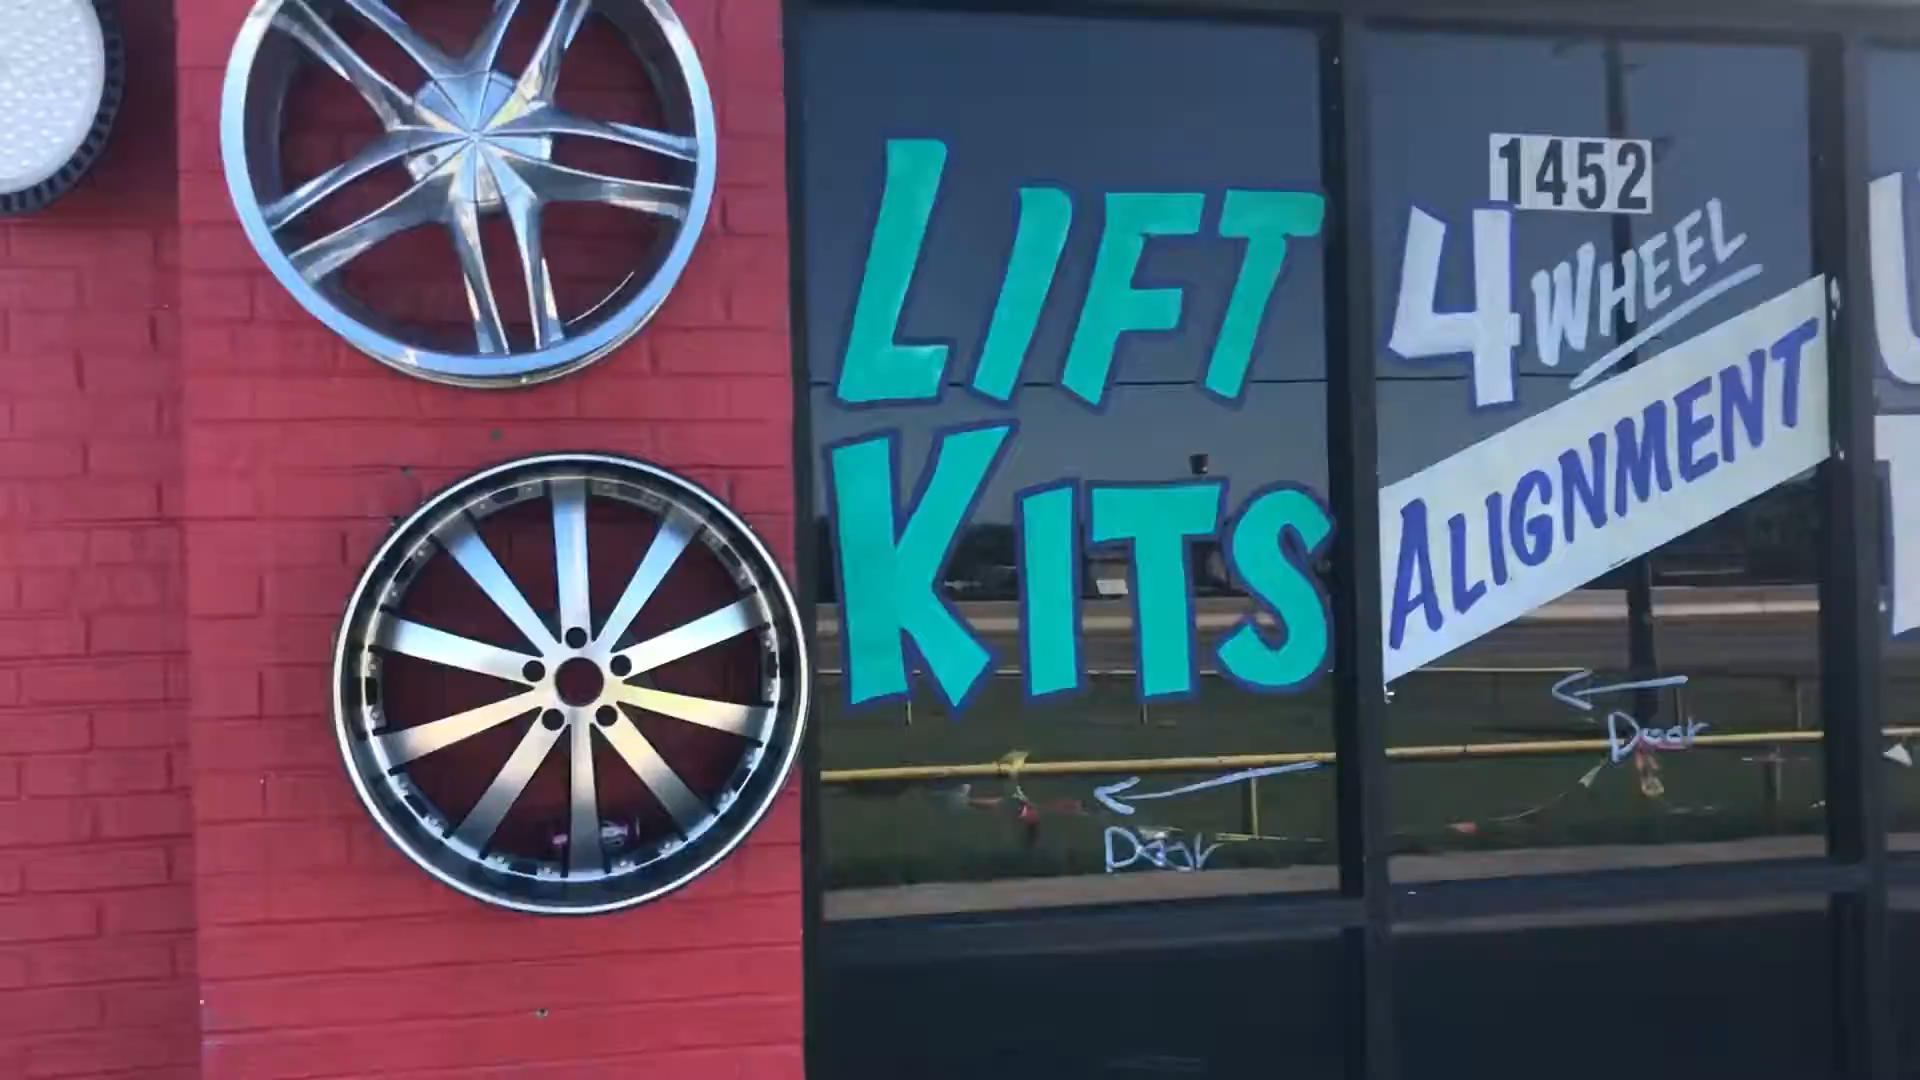 LIFT
KITS
1452
4 WHEEL
ALIGNMENT
← Door
← Door